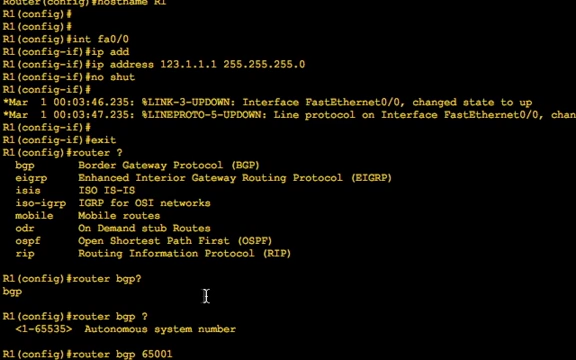 Router(config)#hostname R1
R1(config)#
R1(config)#
R1(config)#int fa0/0
R1(config-if)#ip add
R1(config-if)#ip address 123.1.1.1 255.255.255.0
R1(config-if)#no shut
R1(config-if)#
*Mar  1 00:03:46.235: %LINK-3-UPDOWN: Interface FastEthernet0/0, changed state to up
*Mar  1 00:03:47.235: %LINEPROTO-5-UPDOWN: Line protocol on Interface FastEthernet0/0, chan
R1(config-if)#
R1(config-if)#exit
R1(config)#router ?
  bgp       Border Gateway Protocol (BGP)
  eigrp     Enhanced Interior Gateway Routing Protocol (EIGRP)
  isis      ISO IS-IS
  iso-igrp  IGRP for OSI networks
  mobile    Mobile routes
  odr       On Demand stub Routes
  ospf      Open Shortest Path First (OSPF)
  rip       Routing Information Protocol (RIP)
R1(config)#router bgp?
bgp
R1(config)#router bgp ?
  <1-65535>  Autonomous system number
R1(config)#router bgp 65001